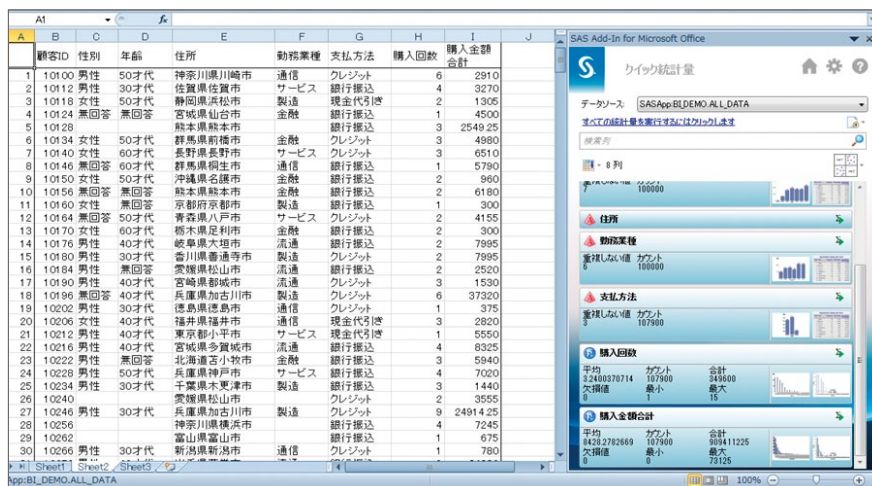 A1
fx
A B C D E F G H I J
顧客ID 性別 年齢 住所 勤務業種 支払方法 購入回数 購入金額合計
1 10100 男性 50才代 神奈川県川崎市 通信 クレジット 6 2910
2 10112 男性 30才代 佐賀県佐賀市 サービス 銀行振込 4 3270
3 10118 女性 50才代 静岡県浜松市 製造 現金代引き 2 1305
4 10124 無回答 無回答 宮城県仙台市 金融 銀行振込 1 4500
5 10128 熊本県熊本市 銀行振込 3 2549.25
6 10134 女性 50才代 群馬県前橋市 金融 クレジット 3 4980
7 10140 女性 60才代 長野県長野市 サービス クレジット 3 6510
8 10146 無回答 60才代 群馬県桐生市 通信 銀行振込 1 5790
9 10150 女性 50才代 沖縄県名護市 金融 銀行振込 2 960
10 10156 無回答 無回答 熊本県熊本市 金融 銀行振込 2 6180
11 10160 無回答 無回答 京都府京都市 製造 銀行振込 1 300
12 10164 無回答 50才代 青森県八戸市 サービス クレジット 2 4155
13 10170 女性 60才代 栃木県足利市 金融 銀行振込 2 300
14 10176 男性 40才代 岐阜県大垣市 流通 銀行振込 2 7995
15 10180 男性 30才代 香川県善通寺市 製造 クレジット 2 7995
16 10184 男性 無回答 愛媛県松山市 流通 銀行振込 2 2520
17 10190 男性 40才代 宮崎県都城市 流通 クレジット 3 1530
18 10196 無回答 40才代 兵庫県加古川市 製造 クレジット 6 37320
19 10202 男性 30才代 徳島県徳島市 通信 クレジット 1 375
20 10206 女性 40才代 福井県福井市 通信 現金代引き 3 2820
21 10212 男性 40才代 東京都小平市 サービス 現金代引き 1 5550
22 10216 男性 40才代 宮城県多賀城市 流通 クレジット 4 8325
23 10222 男性 無回答 北海道苫小牧市 金融 銀行振込 3 5940
24 10228 男性 50才代 兵庫県神戸市 サービス 銀行振込 4 7020
25 10234 男性 30才代 千葉県木更津市 製造 銀行振込 3 1440
26 10240 愛媛県松山市 クレジット 2 3555
27 10246 男性 30才代 兵庫県加古川市 製造 銀行振込 9 24914.25
28 10256 神奈川県横浜市 銀行振込 4 7245
29 10262 富山県富山市 銀行振込 1 675
30 10266 男性 30才代 新潟県新潟市 通信 クレジット 1 780
Sheet1 Sheet2 Sheet3
App:BI_DEMO.ALL_DATA
100%
SAS Add-In for Microsoft Office
クイック統計量
データソース: SASApp:BI_DEMO.ALL_DATA
すべての統計量を実行するにはクリックします
検索列
8 列
重複しない値 カウント
7 100000
住所
勤務業種
重複しない値 カウント
6 100000
支払方法
重複しない値 カウント
3 107900
購入回数
平均 カウント 合計
3.2400370714 107900 349600
欠損値 最小 最大
0 1 15
購入金額合計
平均 カウント 合計
8428.2782669 107900 909411225
欠損値 最小 最大
0 0 73125